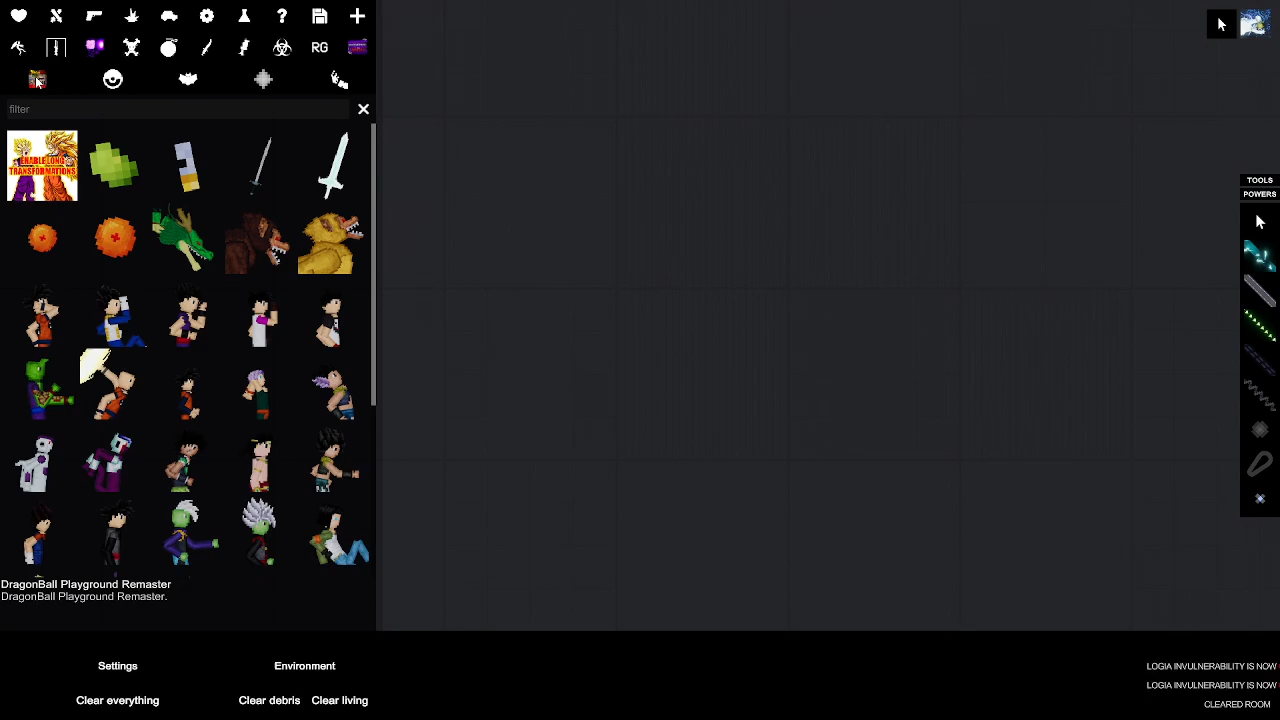 RG
filter
ENABLE LONG
TRANSFORMATIONS
TOOLS
POWERS
DragonBall Playground Remaster
DragonBall Playground Remaster.
Settings
Environment
Clear everything
Clear debris
Clear living
LOGIA INVULNERABILITY IS NOW
LOGIA INVULNERABILITY IS NOW
CLEARED ROOM